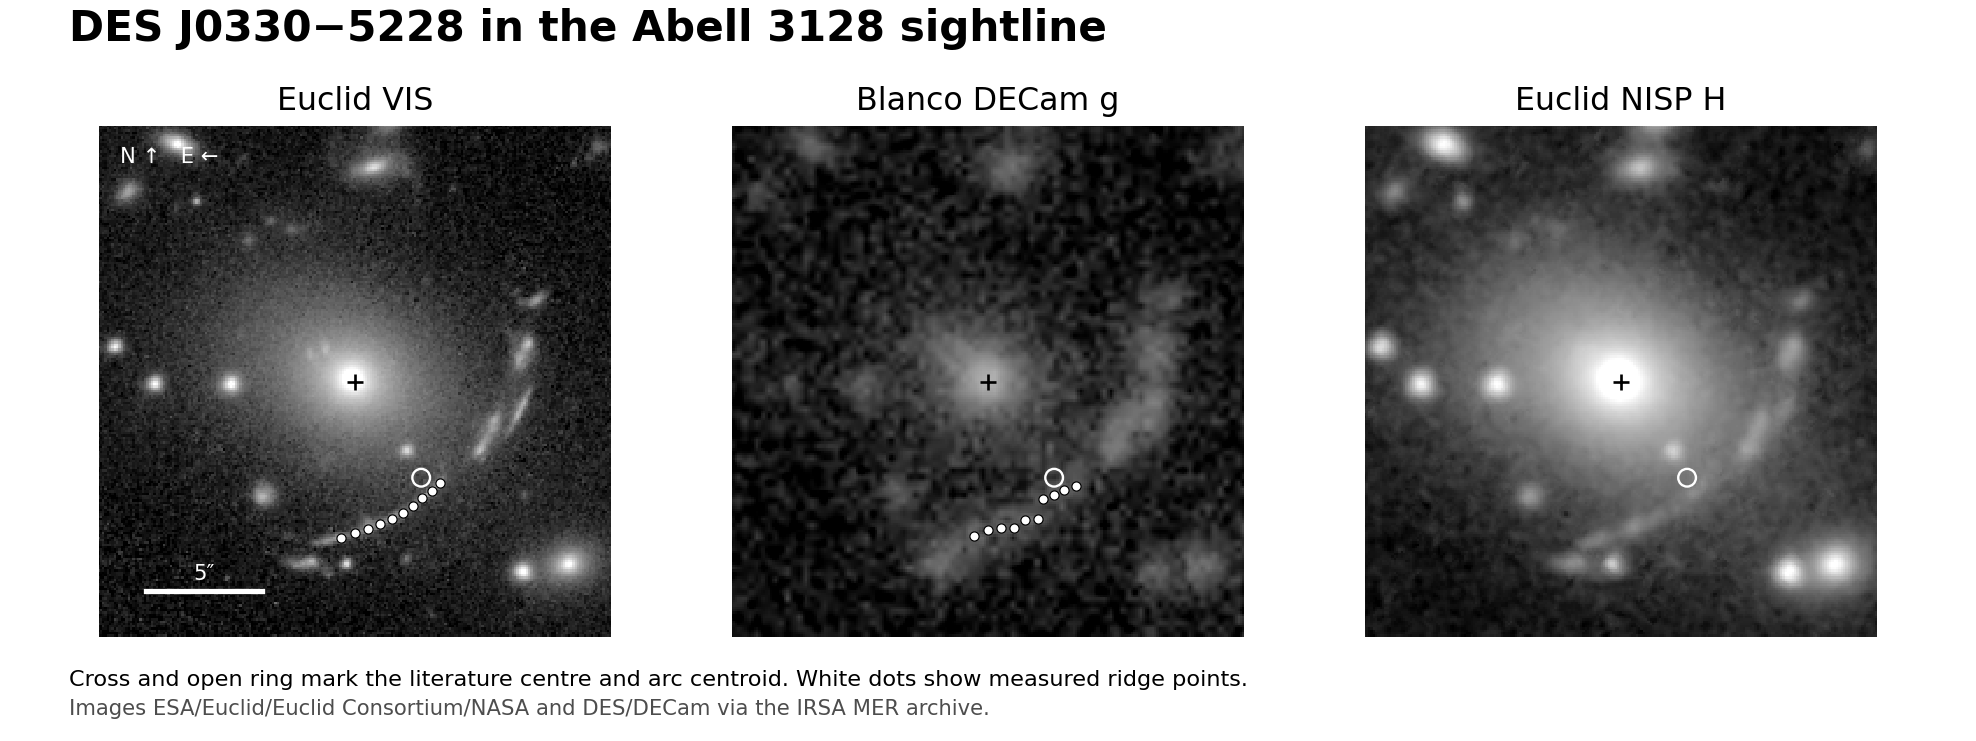 DES J0330−5228 in the Abell 3128 sightline
Euclid VIS
Blanco DECam g
Euclid NISP H
N ↑ E ←
5″
Cross and open ring mark the literature centre and arc centroid. White dots show measured ridge points.
Images ESA/Euclid/Euclid Consortium/NASA and DES/DECam via the IRSA MER archive.